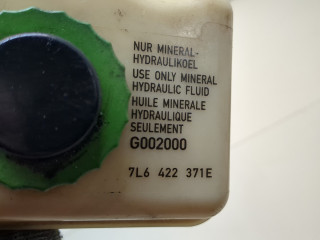 NUR MINERAL-
HYDRAULIKOEL
USE ONLY MINERAL
HYDRAULIC FLUID
HUILE MINERALE
HYDRAULIQUE
SEULEMENT
G002000
7L6 422 371E